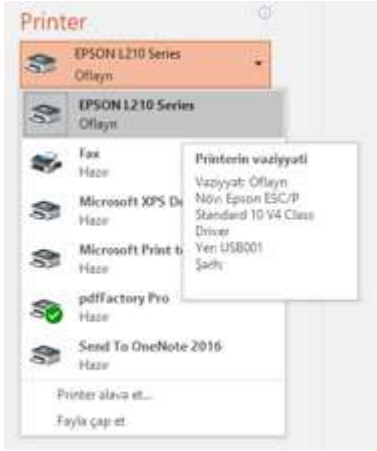 Printer
EPSON L210 Series
Oflayn
EPSON L210 Series
Oflayn
Fax
Hazır
Microsoft XPS Do
Hazır
Microsoft Print t
Hazır
pdfFactory Pro
Hazır
Send To OneNote 2016
Hazır
Printer əlavə et...
Fayla çap et
Printerin vəziyyəti
Vəziyyət: Oflayn
Növ: Epson ESC/P
Standard 10 V4 Class
Driver
Yer: USB001
Şərh: